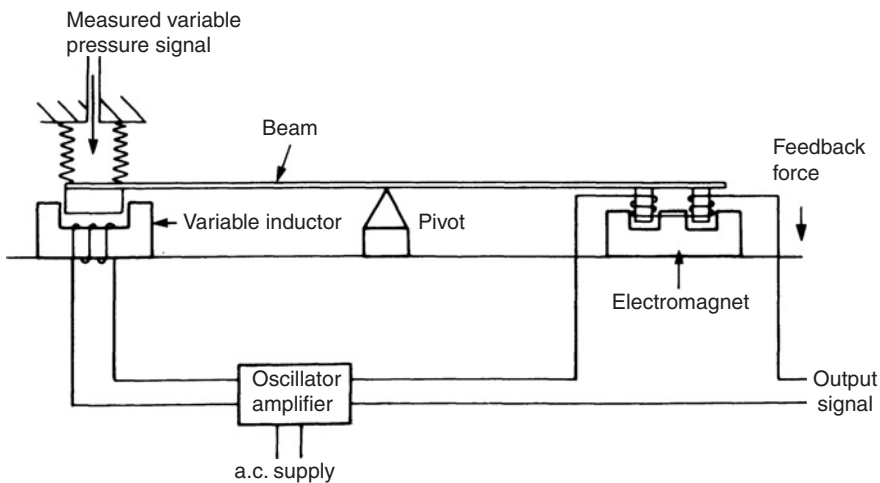 Measured variable
pressure signal
Beam
Feedback
force
Variable inductor
Pivot
Electromagnet
Oscillator
amplifier
Output
signal
a.c. supply